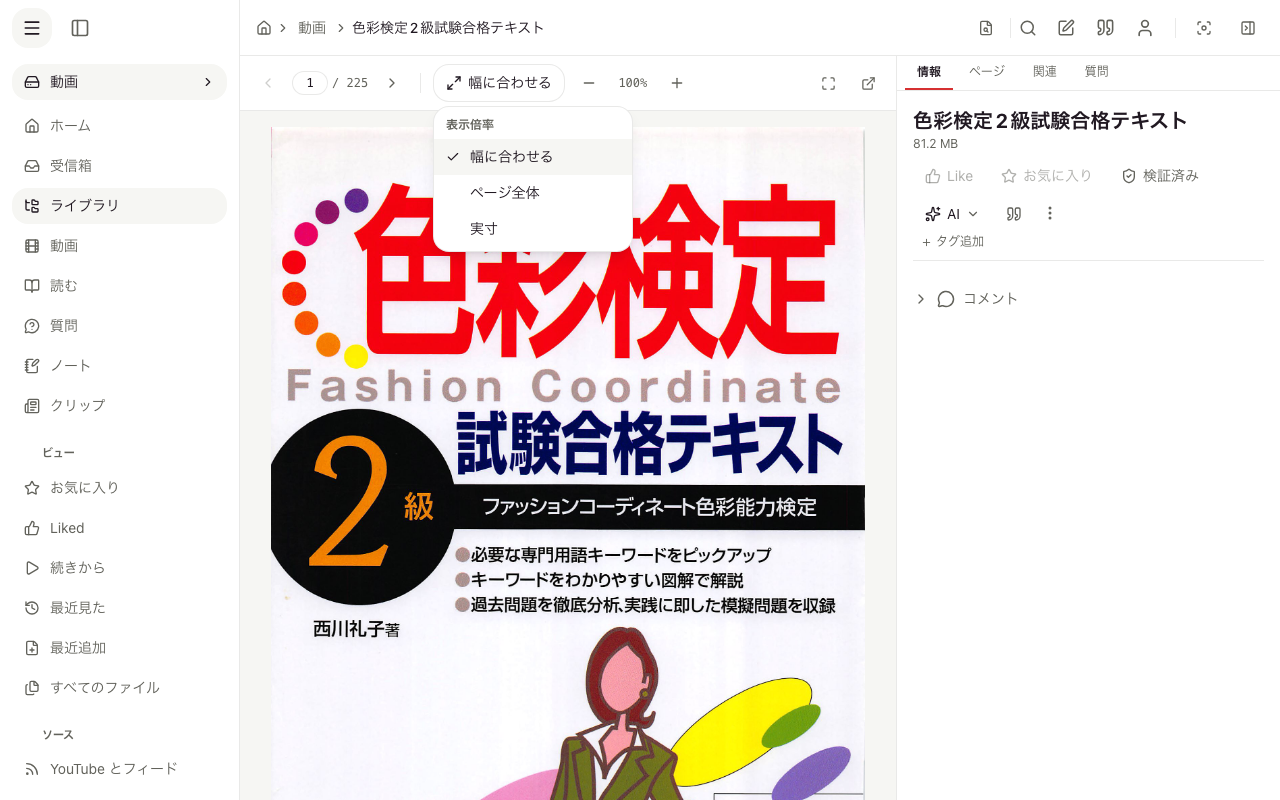 動画
ホーム
受信箱
ライブラリ
動画
読む
質問
ノート
クリップ
ビュー
お気に入り
Liked
続きから
最近見た
最近追加
すべてのファイル
ソース
YouTube とフィード
動画 色彩検定2級試験合格テキスト
1 / 225 幅に合わせる 100%
表示倍率
幅に合わせる
ページ全体
実寸
色彩検定
Fashion Coordinate
試験合格テキスト
2級
ファッションコーディネート色彩能力検定
●必要な専門用語キーワードをピックアップ
●キーワードをわかりやすい図解で解説
●過去問題を徹底分析、実践に即した模擬問題を収録
西川礼子著
情報 ページ 関連 質問
色彩検定2級試験合格テキスト
81.2 MB
Like お気に入り 検証済み
AI
+ タグ追加
コメント